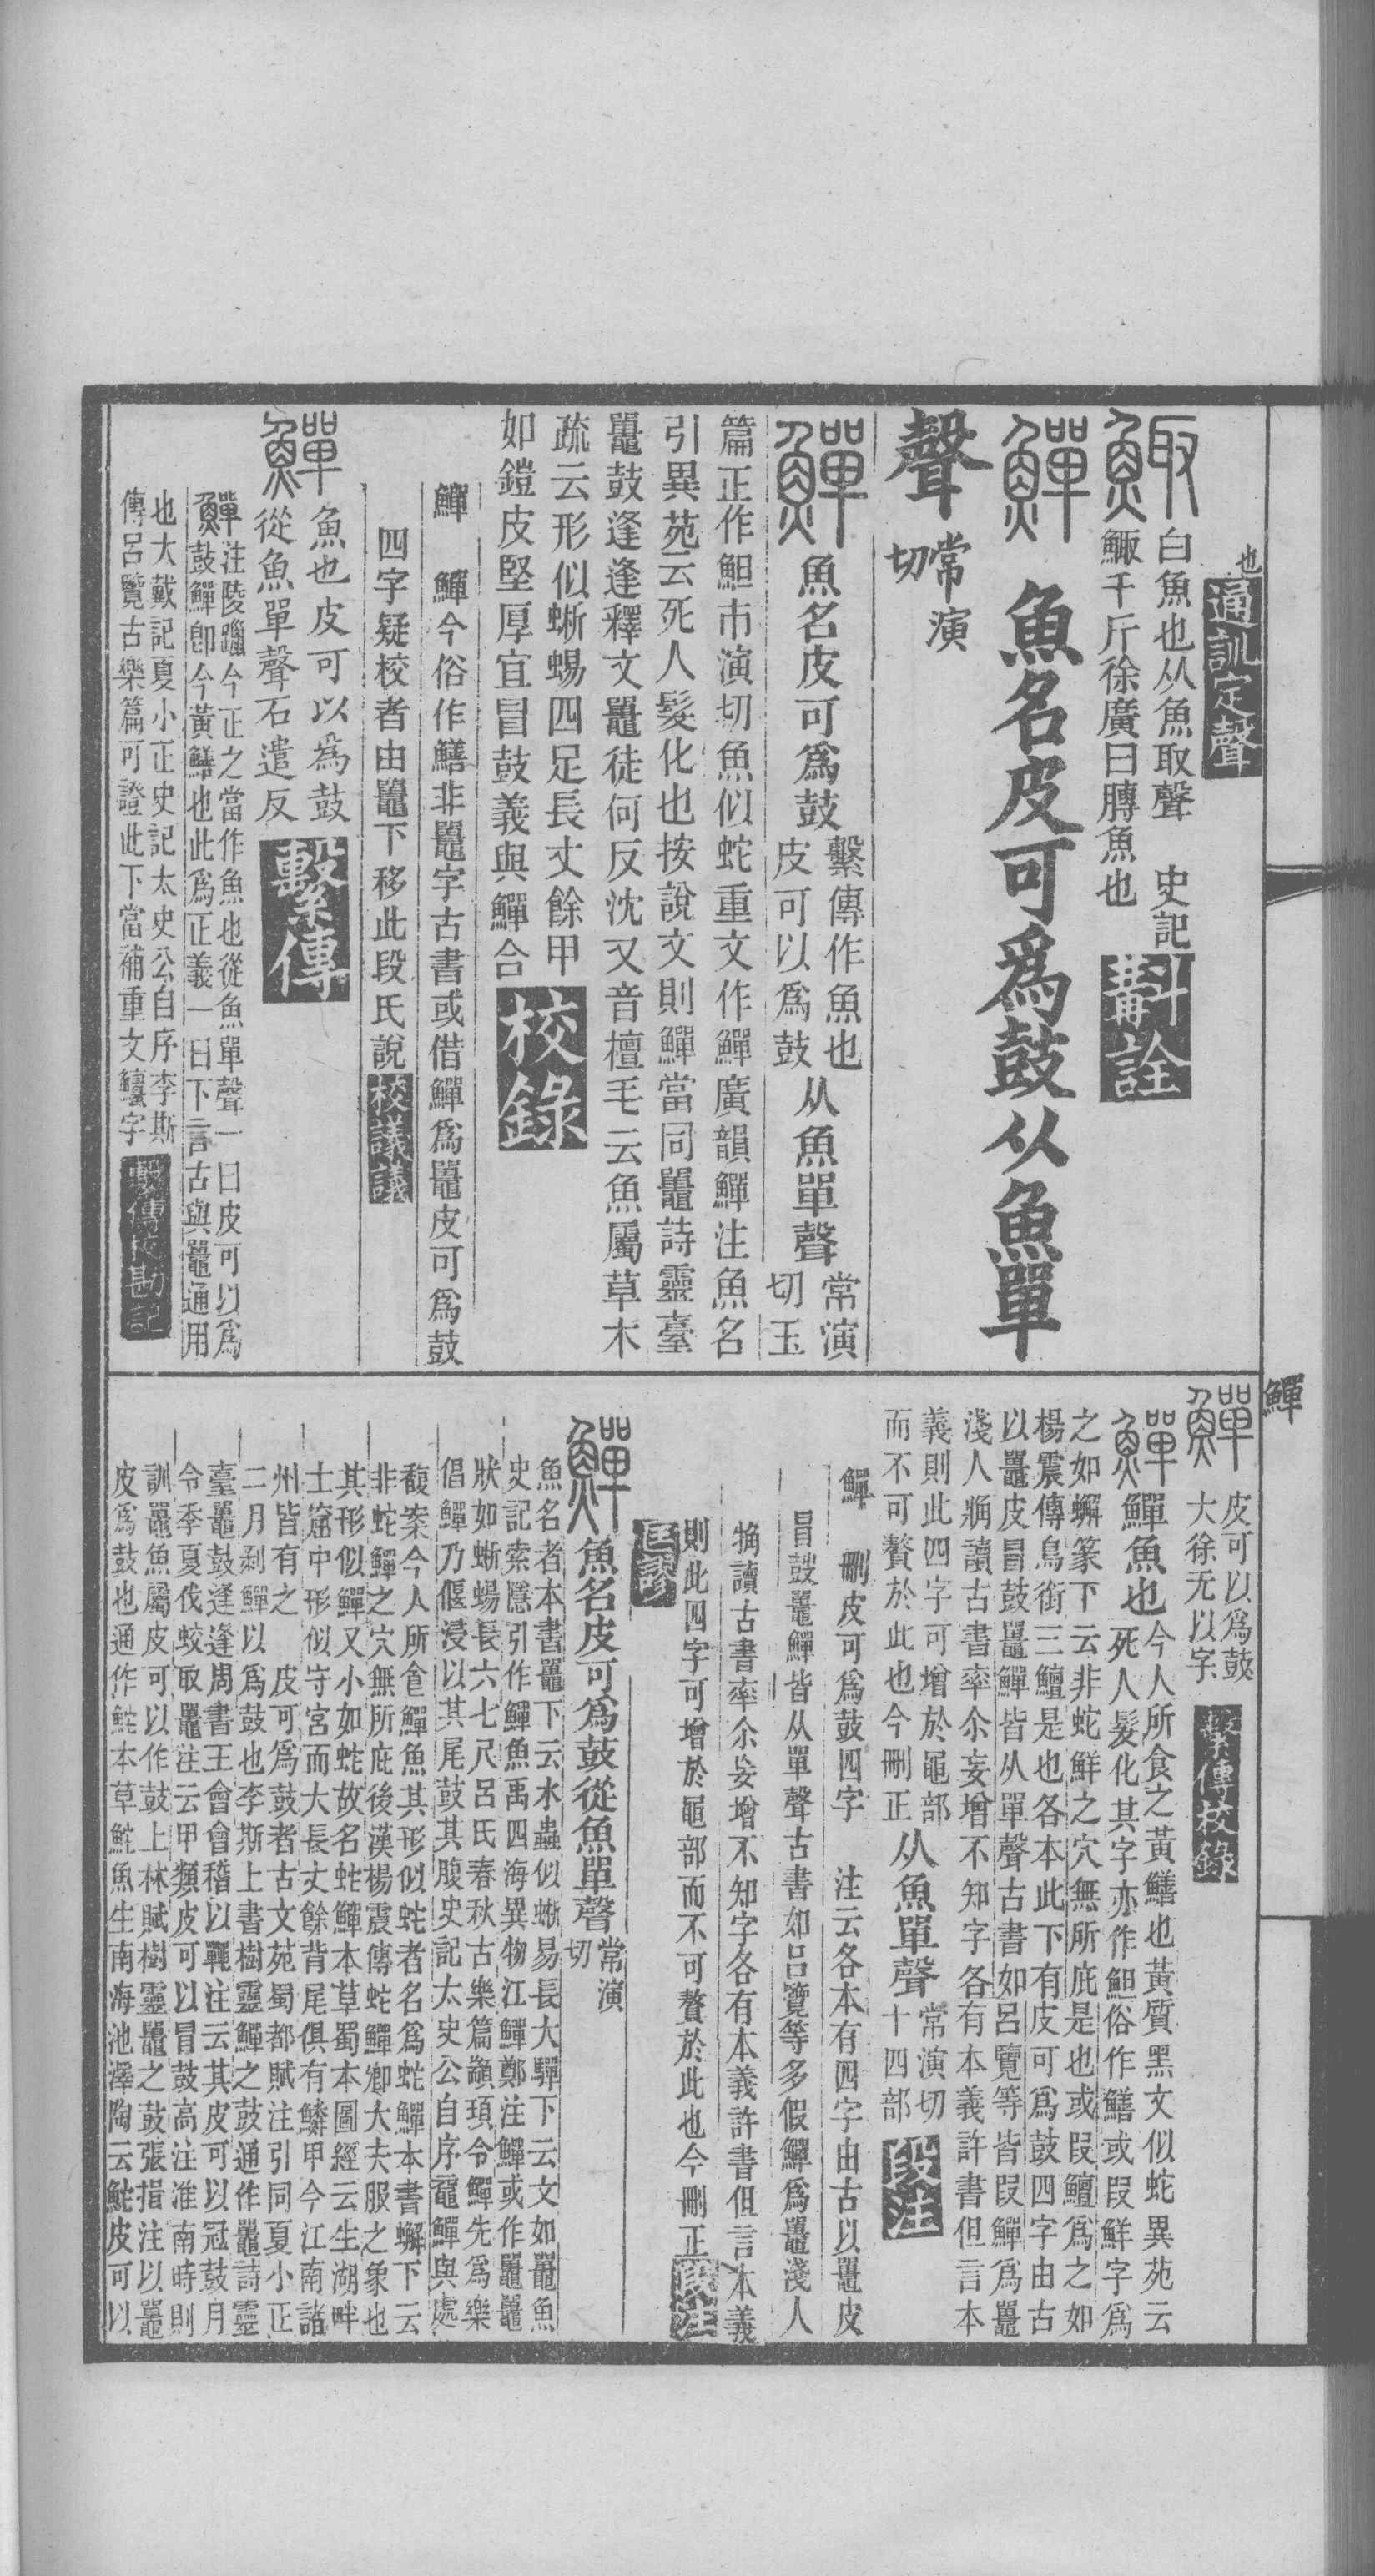 也通訓定聲
鯫白魚也从魚取聲 史記
鯫千斤徐廣曰膞魚也 斠詮
鱓 魚名皮可爲鼓从魚單
聲 常演
切
鱓魚名皮可爲鼓 繫傳作魚也
皮可以爲鼓 从魚單聲 常演
切 玉
篇正作䱇市演切魚似蛇重文作鱓廣韻鱓注魚名
引異苑云死人髮化也按說文則鱓當同鼉詩靈臺
鼉鼓逢逢釋文鼉徒何反沈又音檀毛云魚屬草木
疏云形似蜥蜴四足長丈餘甲
如鎧皮堅厚宜冒鼓義與鱓合 校錄
鱓 鱓今俗作鱔非鼉字古書或借鱓爲鼉皮可爲鼓
四字疑校者由鼉下移此段氏說 校議議
鱓 魚也皮可以爲鼓
從魚單聲石遣反 繫傳
鱓注陵躐今正之當作魚也從魚單聲一曰皮可以爲
鼓鱓卽今黃鱔也此爲正義一曰下言古與鼉通用
也大戴記夏小正史記太史公自序李斯
傳呂覽古樂篇可證此下當補重文鱷字 繫傳校勘記
鱓
鱓 皮可以爲鼓
大徐无以字 繫傳校錄
鱓鱓魚也 今人所食之黃鱔也黃質黑文似蛇異苑云
死人髮化其字亦作䱇俗作鱔或叚鮮字爲
之如蠏篆下云非蛇鮮之穴無所庇是也或叚鱣爲之如
楊震傳鳥銜三鱣是也各本此下有皮可爲鼓四字由古
以鼉皮冒鼓鼉鱓皆从單聲古書如呂覽等皆叚鱓爲鼉
淺人痟讀古書率尒妄增不知字各有本義許書但言本
義則此四字可增於黽部
而不可贅於此也今刪正 从魚單聲 常演切
十四部 段注
鱓 刪皮可爲鼓四字 注云各本有四字由古以鼉皮
冒鼓鼉鱓皆从單聲古書如呂覽等多假鱓爲鼉淺人
痟讀古書率尒妄增不知字各有本義許書但言本義
則此四字可增於黽部而不可贅於此也今刪正 段注
匡謬
鱓魚名皮可爲鼓從魚單聲 常演
切
魚名者本書鼉下云水蟲似蜥易長大驒下云文如鼉魚
史記索隱引作鱓魚禹四海異物江鱓鄭注鱓或作鼉鼉
狀如蜥蜴長六七尺呂氏春秋古樂篇顓頊令鱓先爲樂
倡鱓乃偃浸以其尾鼓其腹史記太史公自序鼋鱓與處
馥案今人所食鱓魚其形似蛇者名爲蛇鱓本書蠏下云
非蛇鱓之穴無所庇後漢楊震傳蛇鱓卿大夫服之象也
其形似鱓又小如蛇故名蛇鱓本草蜀本圖經云生湖畔
土窟中形似守宮而大長丈餘背尾俱有鱗甲今江南諸
州皆有之 皮可爲鼓者古文苑蜀都賦注引同夏小正
二月剥鱓以爲鼓也李斯上書樹靈鱓之鼓通作鼉詩靈
臺鼉鼓逢逢周書王會會稽以鼉注云其皮可以冠鼓月
令季夏伐蛟取鼉注云甲類皮可以冒鼓高注淮南時則
訓鼉魚屬皮可以作鼓上林賦樹靈鼉之鼓張揖注以鼉
皮爲鼓也通作鮀本草鮀魚生南海池澤陶云鮀皮可以